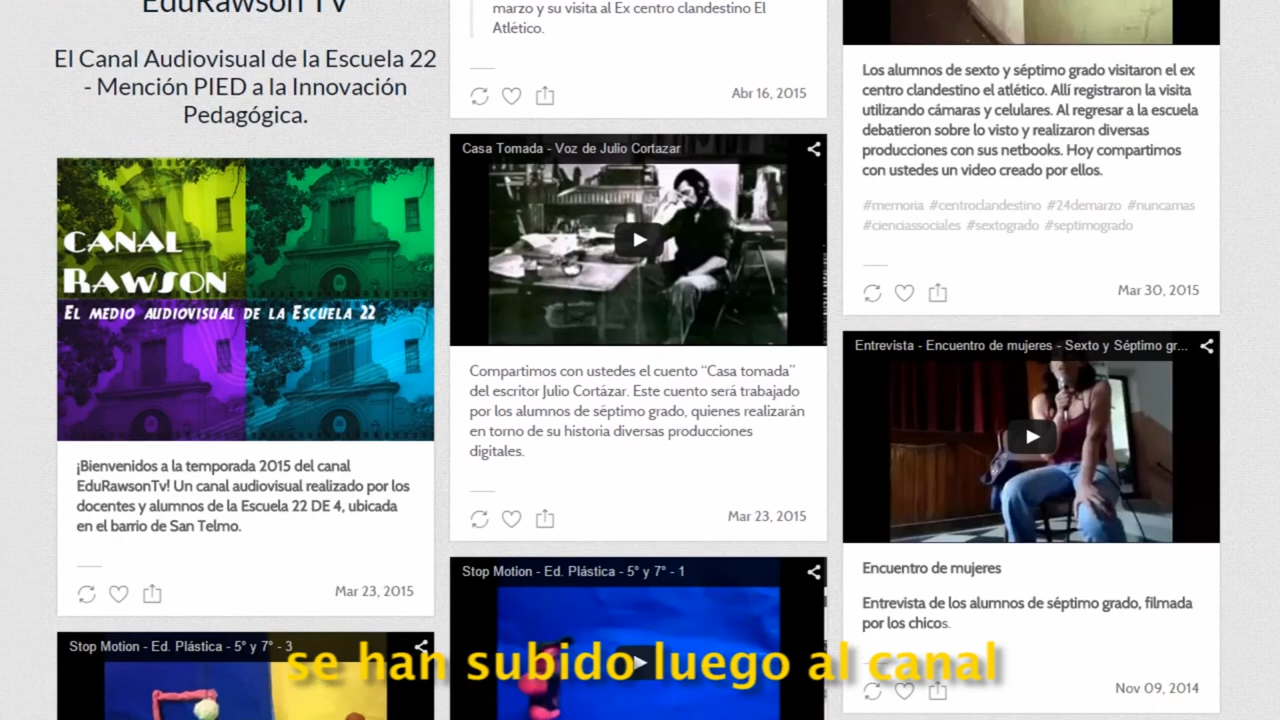 EduRawson TV
El Canal Audiovisual de la Escuela 22
- Mención PIED a la Innovación
Pedagógica.
CANAL
RAWSON
EL MEDIO AUDIOVISUAL DE LA ESCUELA 22
¡Bienvenidos a la temporada 2015 del canal
EduRawsonTv! Un canal audiovisual realizado por los
docentes y alumnos de la Escuela 22 DE 4, ubicada
en el barrio de San Telmo.
Mar 23, 2015
Stop Motion - Ed. Plástica - 5° y 7° - 3
marzo y su visita al Ex centro clandestino El
Atlético.
Abr 16, 2015
Casa Tomada - Voz de Julio Cortazar
Compartimos con ustedes el cuento “Casa tomada”
del escritor Julio Cortázar. Este cuento será trabajado
por los alumnos de séptimo grado, quienes realizarán
en torno de su historia diversas producciones
digitales.
Mar 23, 2015
Stop Motion - Ed. Plástica - 5° y 7° - 1
Los alumnos de sexto y séptimo grado visitaron el ex
centro clandestino el atlético. Allí registraron la visita
utilizando cámaras y celulares. Al regresar a la escuela
debatieron sobre lo visto y realizaron diversas
producciones con sus netbooks. Hoy compartimos
con ustedes un video creado por ellos.
#memoria #centroclandestino #24demarzo #nuncamas
#cienciassociales #sextogrado #septimogrado
Mar 30, 2015
Entrevista - Encuentro de mujeres - Sexto y Séptimo gr...
Encuentro de mujeres
Entrevista de los alumnos de séptimo grado, filmada
por los chicos.
Nov 09, 2014
se han subido luego al canal